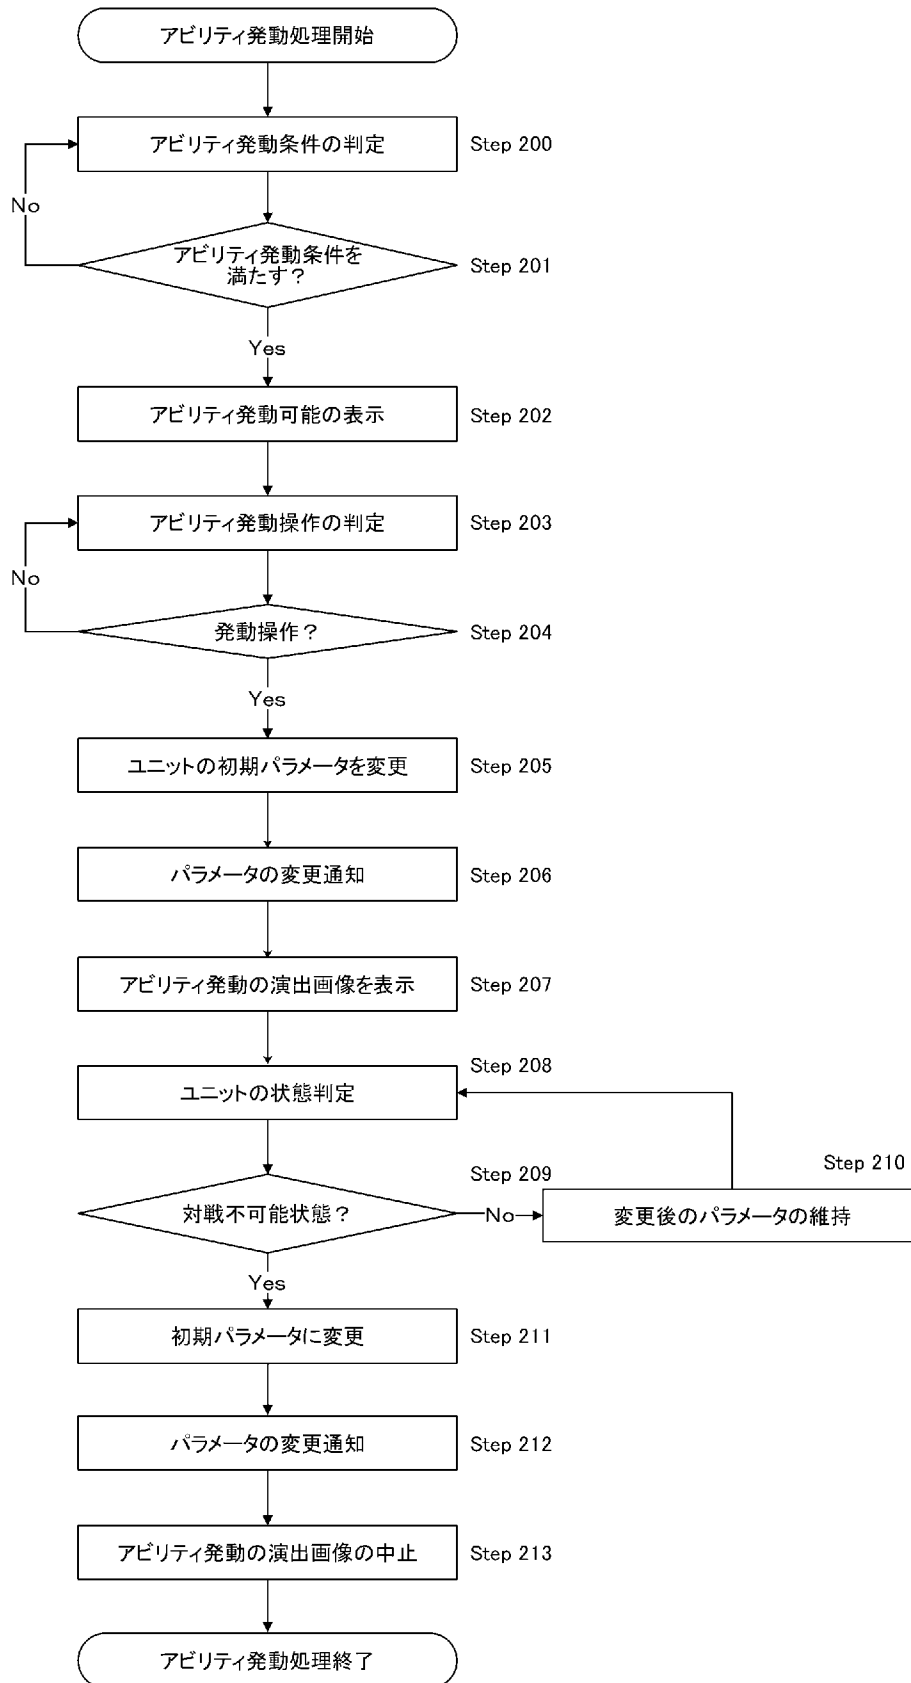 アビリティ発動処理開始
アビリティ発動条件の判定
Step 200
No
アビリティ発動条件を
満たす？
Step 201
Yes
アビリティ発動可能の表示
Step 202
アビリティ発動操作の判定
Step 203
No
発動操作？
Step 204
Yes
ユニットの初期パラメータを変更
Step 205
パラメータの変更通知
Step 206
アビリティ発動の演出画像を表示
Step 207
Step 208
ユニットの状態判定
Step 210
Step 209
対戦不可能状態？
No
変更後のパラメータの維持
Yes
初期パラメータに変更
Step 211
パラメータの変更通知
Step 212
アビリティ発動の演出画像の中止
Step 213
アビリティ発動処理終了